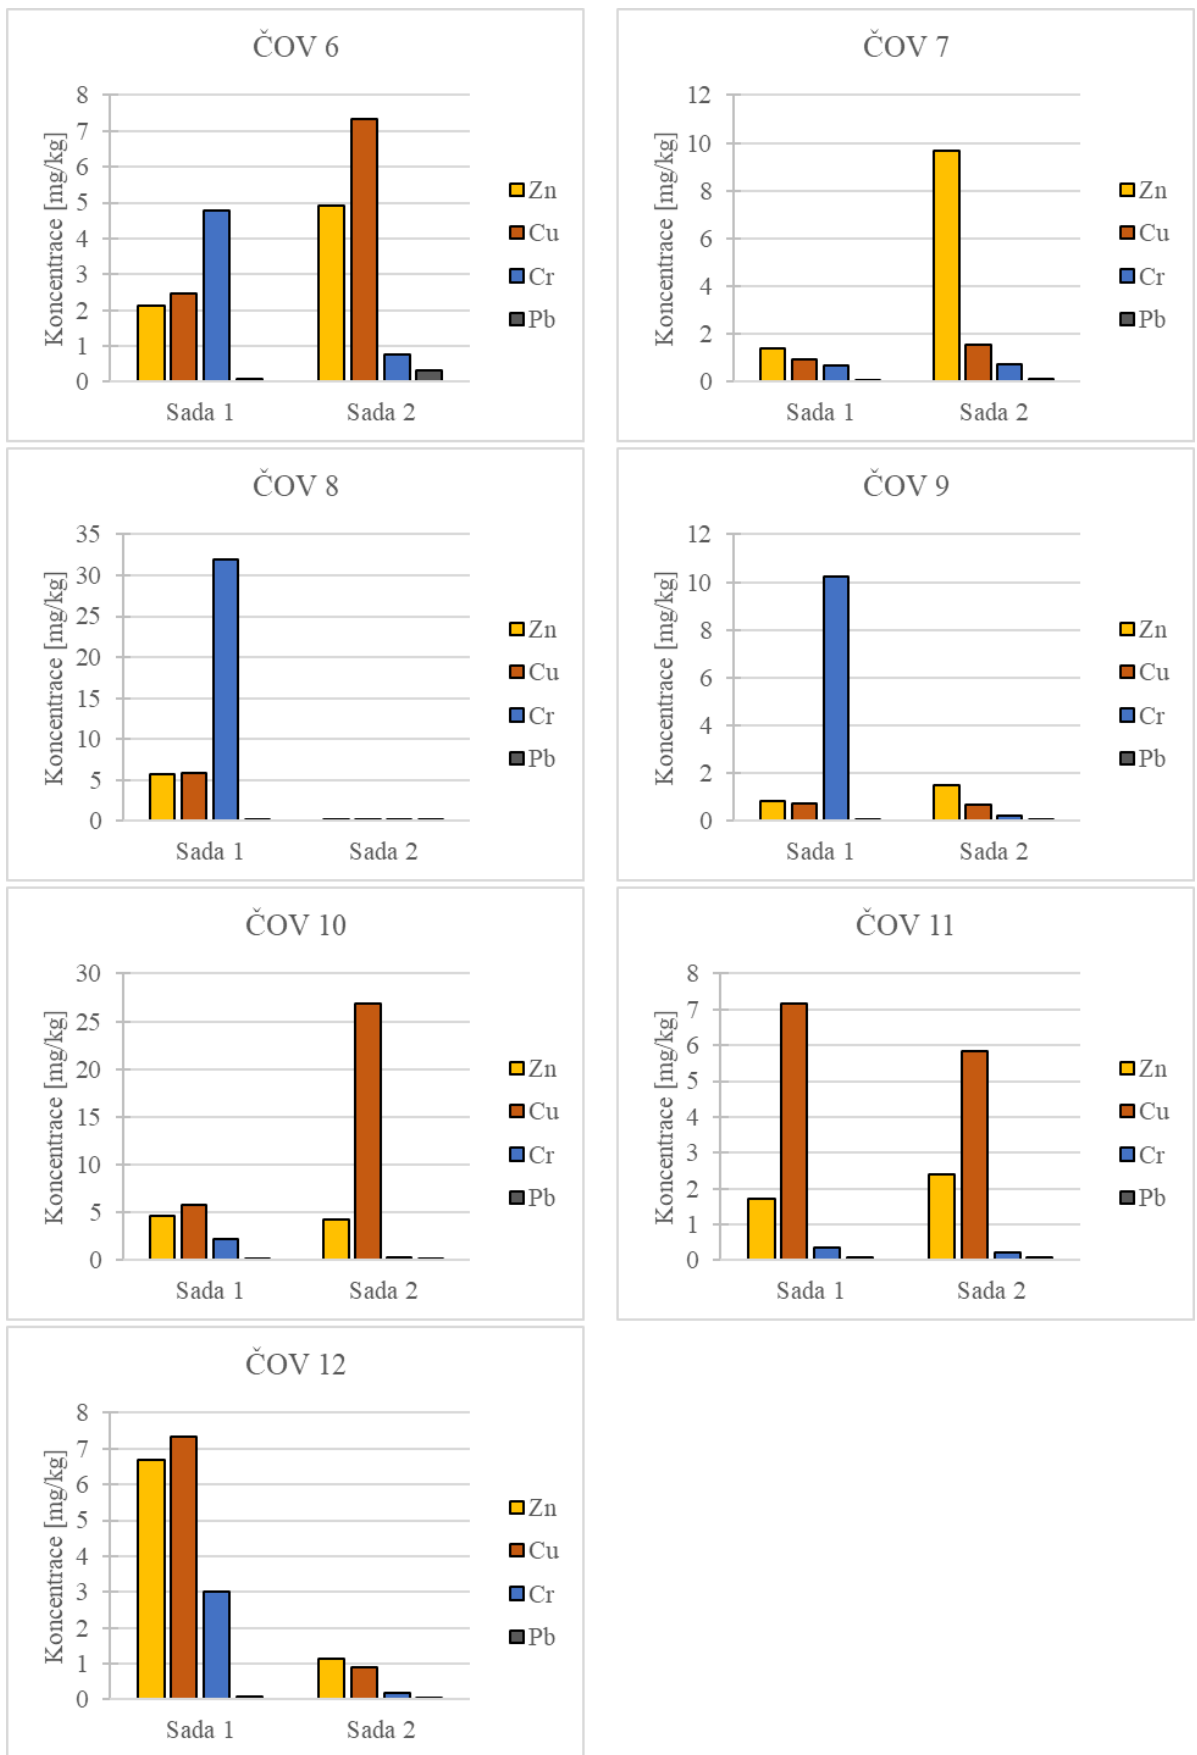 ČOV 6
Koncentrace [mg/kg]
8
7
6
5
4
3
2
1
0
Sada 1
Sada 2
Zn
Cu
Cr
Pb
ČOV 7
Koncentrace [mg/kg]
12
10
8
6
4
2
0
Sada 1
Sada 2
Zn
Cu
Cr
Pb
ČOV 8
Koncentrace [mg/kg]
35
30
25
20
15
10
5
0
Sada 1
Sada 2
Zn
Cu
Cr
Pb
ČOV 9
Koncentrace [mg/kg]
12
10
8
6
4
2
0
Sada 1
Sada 2
Zn
Cu
Cr
Pb
ČOV 10
Koncentrace [mg/kg]
30
25
20
15
10
5
0
Sada 1
Sada 2
Zn
Cu
Cr
Pb
ČOV 11
Koncentrace [mg/kg]
8
7
6
5
4
3
2
1
0
Sada 1
Sada 2
Zn
Cu
Cr
Pb
ČOV 12
Koncentrace [mg/kg]
8
7
6
5
4
3
2
1
0
Sada 1
Sada 2
Zn
Cu
Cr
Pb